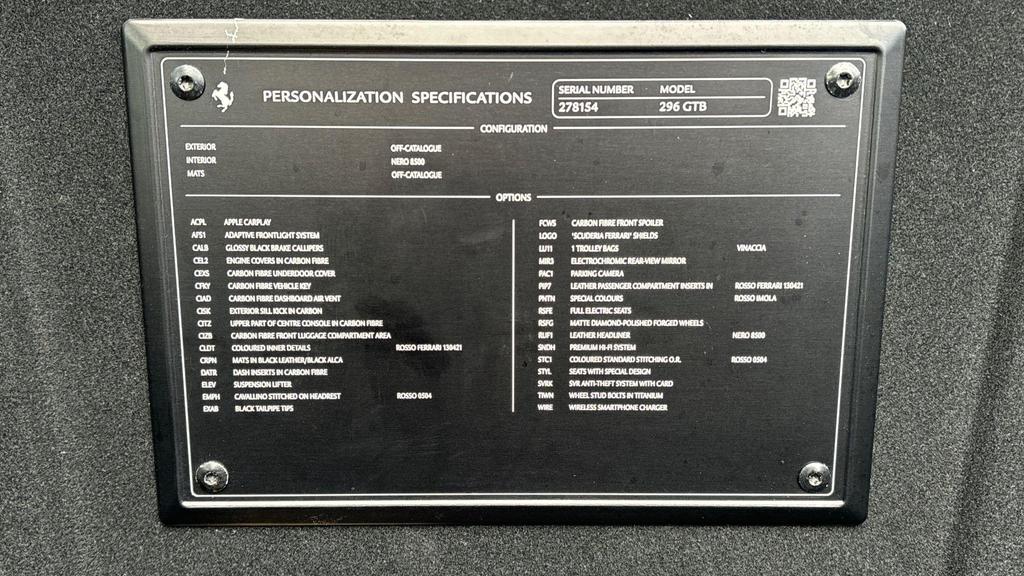 PERSONALIZATION SPECIFICATIONS
SERIAL NUMBER MODEL
278154 296 GTB
CONFIGURATION
EXTERIOR OFF-CATALOGUE
INTERIOR NERO 8500
MATS OFF-CATALOGUE
OPTIONS
ACPL APPLE CARPLAY
AFS1 ADAPTIVE FRONTLIGHT SYSTEM
CALB GLOSSY BLACK BRAKE CALLIPERS
CEL2 ENGINE COVERS IN CARBON FIBRE
CEXS CARBON FIBRE UNDERDOOR COVER
CFKY CARBON FIBRE VEHICLE KEY
CIAD CARBON FIBRE DASHBOARD AIR VENT
CISK EXTERIOR SILL KICK IN CARBON
CITZ UPPER PART OF CENTRE CONSOLE IN CARBON FIBRE
CIZB CARBON FIBRE FRONT LUGGAGE COMPARTMENT AREA
CLDT COLOURED INNER DETAILS ROSSO FERRARI 130421
CRPN MATS IN BLACK LEATHER/BLACK ALCA
DATR DASH INSERTS IN CARBON FIBRE
ELEV SUSPENSION LIFTER
EMPH CAVALLINO STITCHED ON HEADREST ROSSO 0504
EXAB BLACK TAILPIPE TIPS
FCWS CARBON FIBRE FRONT SPOILER
LOGO 'SCUDERIA FERRARI' SHIELDS
LU11 1 TROLLEY BAGS VINACCIA
MIR3 ELECTROCHROMIC REAR-VIEW MIRROR
PAC1 PARKING CAMERA
PIP7 LEATHER PASSENGER COMPARTMENT INSERTS IN ROSSO FERRARI 130421
PNTN SPECIAL COLOURS ROSSO IMOLA
RSFE FULL ELECTRIC SEATS
RSFG MATTE DIAMOND-POLISHED FORGED WHEELS
RUF1 LEATHER HEADLINER NERO 8500
SNDH PREMIUM HI-FI SYSTEM
STC1 COLOURED STANDARD STITCHING O.R. ROSSO 0504
STYL SEATS WITH SPECIAL DESIGN
SVRK SVR ANTI-THEFT SYSTEM WITH CARD
TIWN WHEEL STUD BOLTS IN TITANIUM
WIRE WIRELESS SMARTPHONE CHARGER